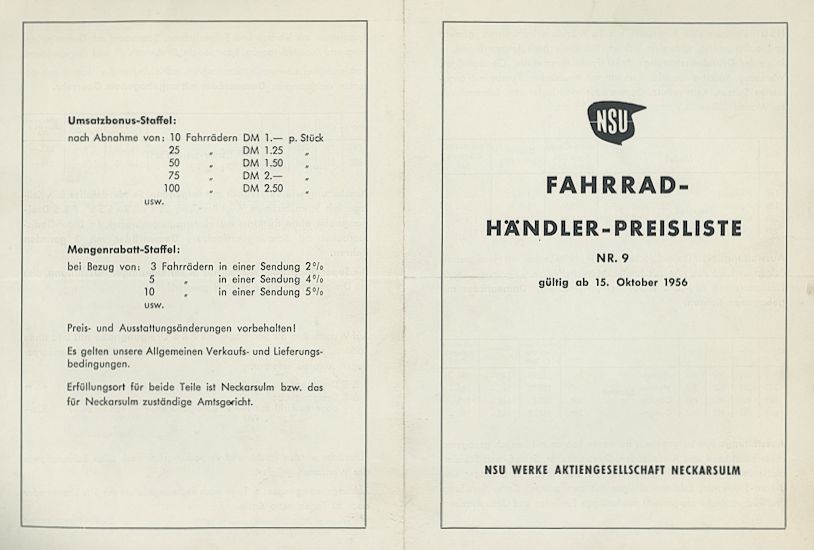 Umsatzbonus-Staffel:
nach Abnahme von: 10 Fahrrädern DM 1.— p. Stück
25 „ DM 1.25 „
50 „ DM 1.50 „
75 „ DM 2.— „
100 „ DM 2.50 „
usw.
Mengenrabatt-Staffel:
bei Bezug von: 3 Fahrrädern in einer Sendung 2%
5 „ in einer Sendung 4%
10 „ in einer Sendung 5%
usw.
Preis- und Ausstattungsänderungen vorbehalten!
Es gelten unsere Allgemeinen Verkaufs- und Lieferungs-
bedingungen.
Erfüllungsort für beide Teile ist Neckarsulm bzw. das
für Neckarsulm zuständige Amtsgericht.
NSU
FAHRRAD-
HÄNDLER-PREISLISTE
NR. 9
gültig ab 15. Oktober 1956
NSU WERKE AKTIENGESELLSCHAFT NECKARSULM